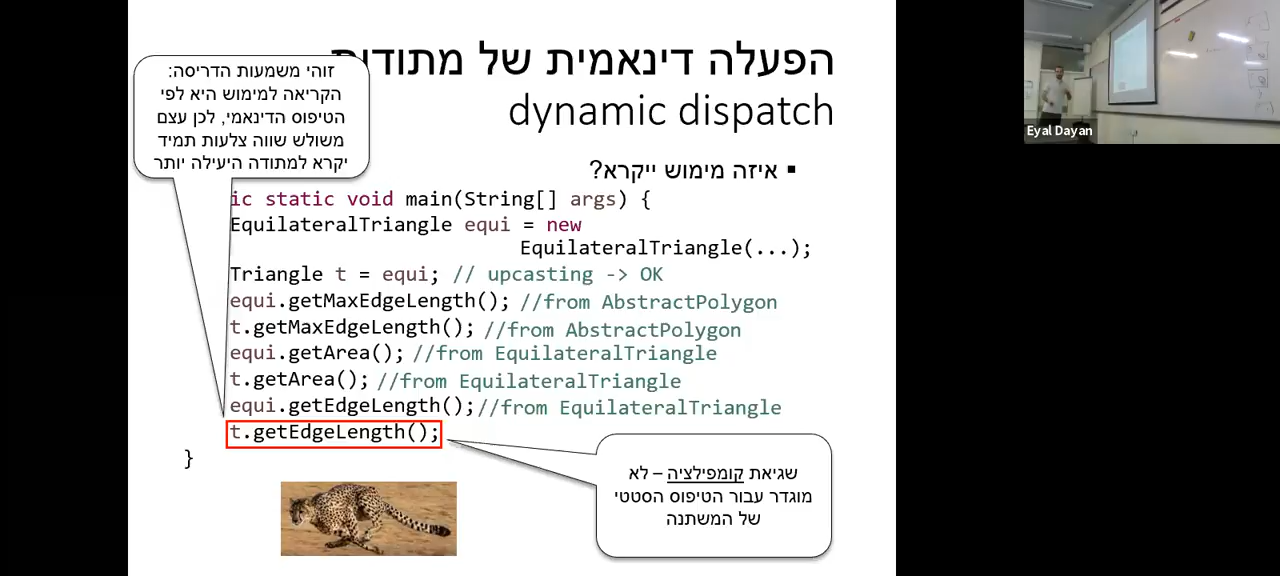 הפעלה דינאמית של מתודות
dynamic dispatch
זוהי משמעות הדריסה:
הקריאה למימוש היא לפי
הטיפוס הדינאמי, לכן עצם
משולש שווה צלעות תמיד
יקרא למתודה היעילה יותר
▪ איזה מימוש ייקרא?
ic static void main(String[] args) {
EquilateralTriangle equi = new
EquilateralTriangle(...);
Triangle t = equi; // upcasting -> OK
equi.getMaxEdgeLength(); //from AbstractPolygon
t.getMaxEdgeLength(); //from AbstractPolygon
equi.getArea(); //from EquilateralTriangle
t.getArea(); //from EquilateralTriangle
equi.getEdgeLength();//from EquilateralTriangle
t.getEdgeLength();
}
שגיאת קומפילציה – לא
מוגדר עבור הטיפוס הסטטי
של המשתנה
Eyal Dayan